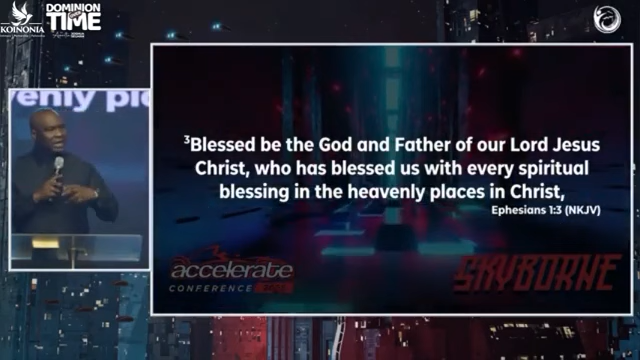 KOINONIA
DOMINION
TIME
venly pla
³Blessed be the God and Father of our Lord Jesus
Christ, who has blessed us with every spiritual
blessing in the heavenly places in Christ,
Ephesians 1:3 (NKJV)
accelerate
CONFERENCE
SKYBORNE